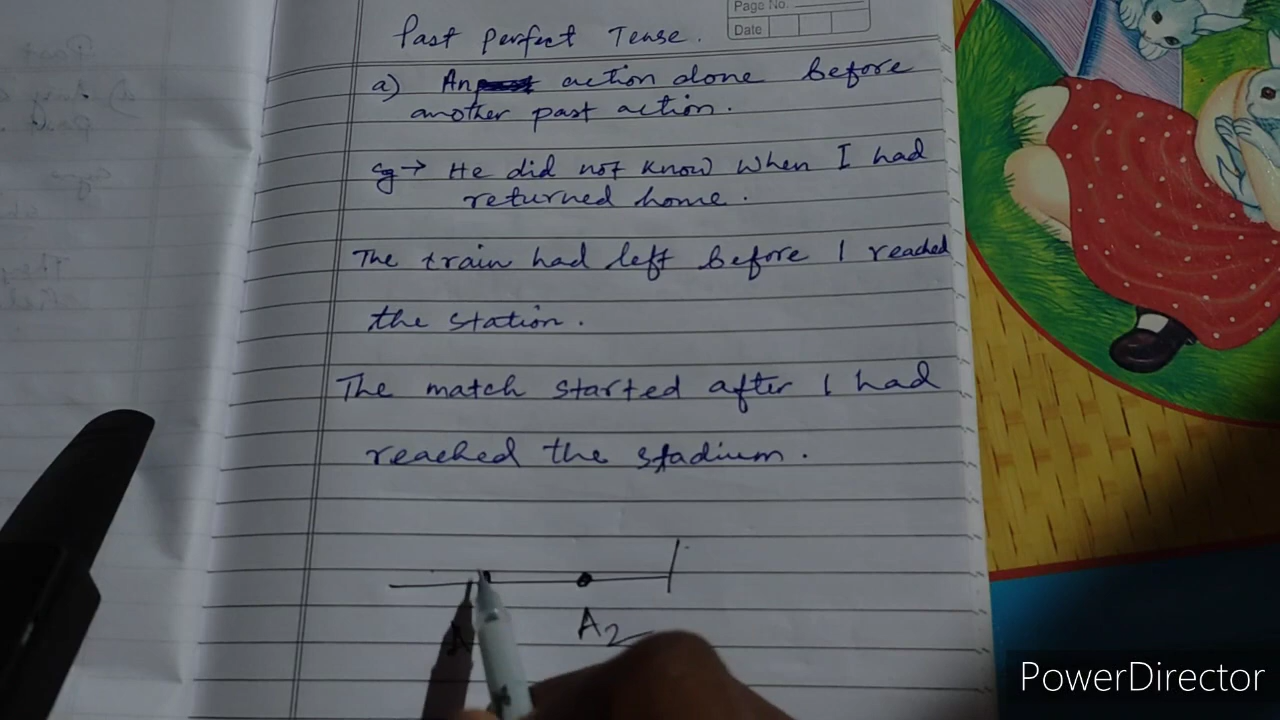 Page No.
Date
Past Perfect Tense.
a) An action done before
another past action.
eg → He did not know when I had
returned home.
The train had left before I reached
the station.
The match started after I had
reached the stadium.
A2
PowerDirector